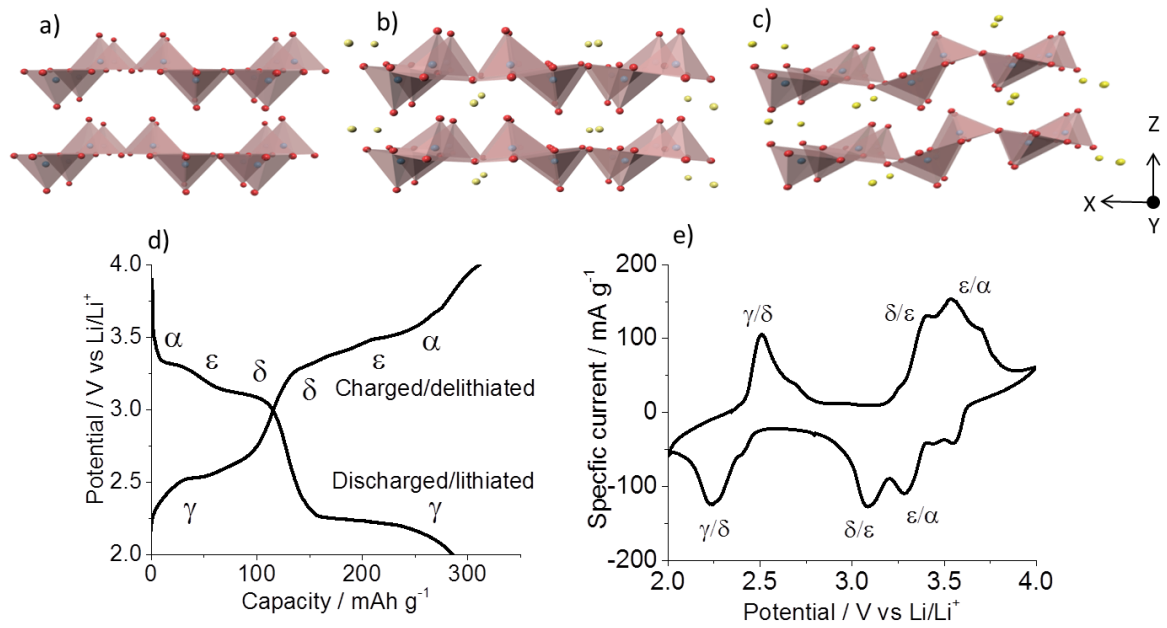 a)
b)
c)
Z
X
Y
d)
4.0
3.5
3.0
2.5
2.0
Potential / V vs Li/Li⁺
α
ε
δ
δ
ε
α
Charged/delithiated
Discharged/lithiated
γ
γ
0
100
200
300
Capacity / mAh g⁻¹
e)
200
100
0
-100
-200
Specfic current / mA g⁻¹
γ/δ
δ/ε
ε/α
γ/δ
δ/ε
ε/α
2.0
2.5
3.0
3.5
4.0
Potential / V vs Li/Li⁺